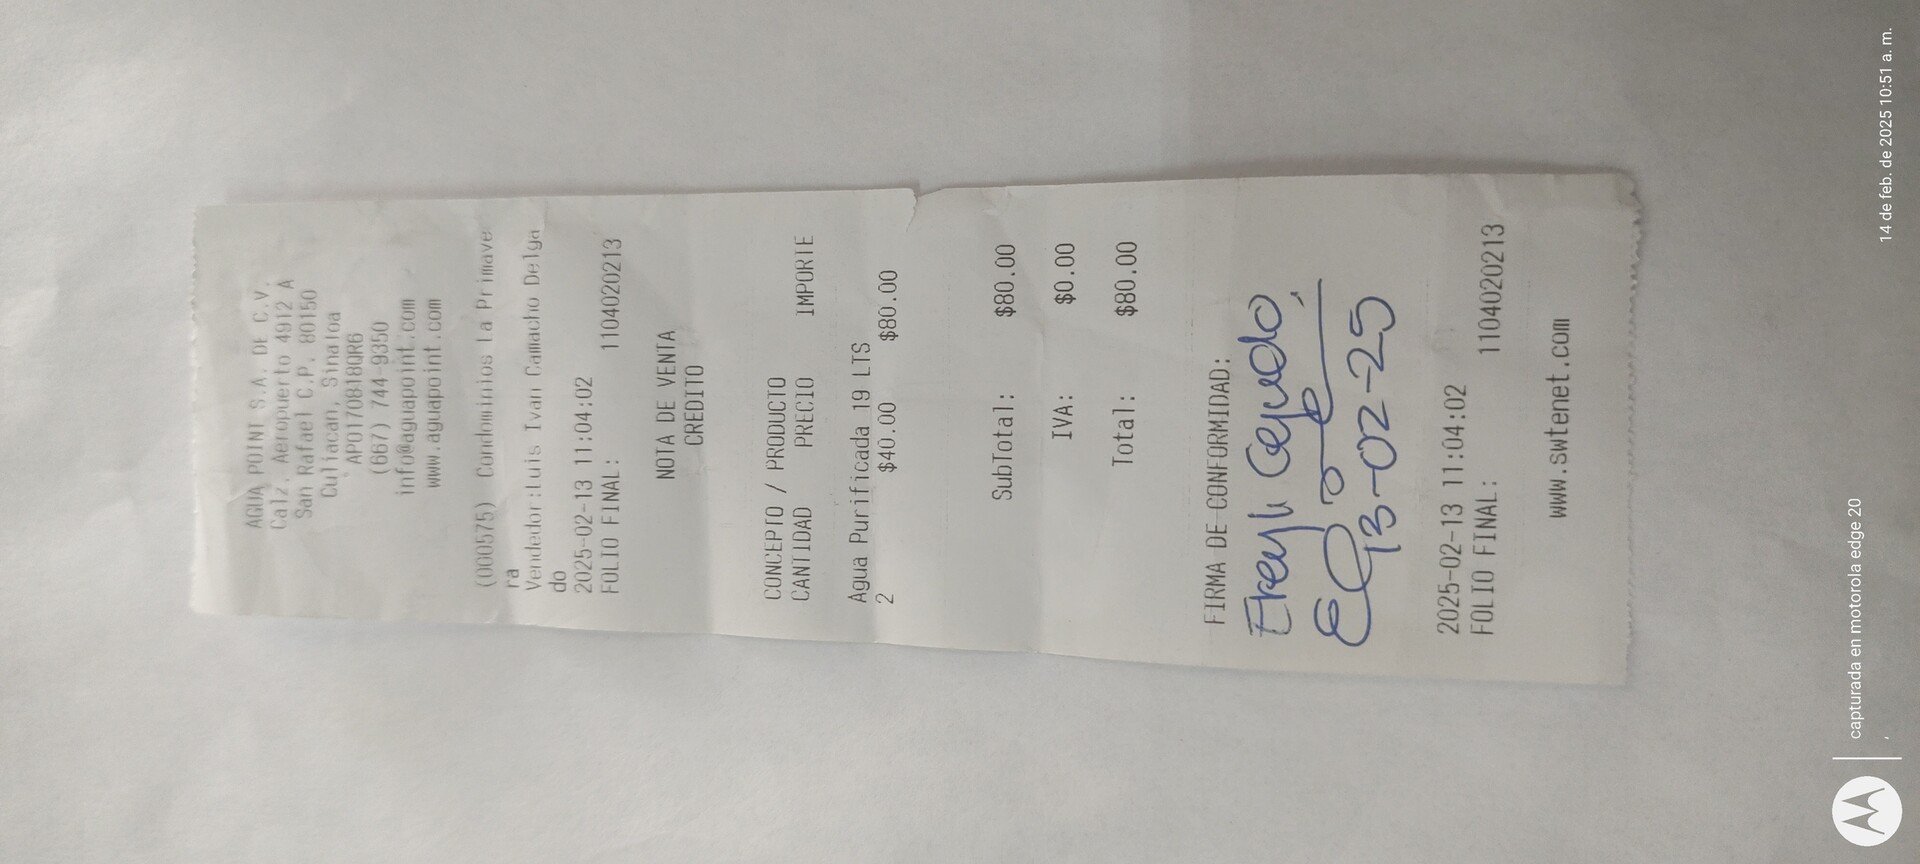 AGUA POINT S.A. DE C.V.
Calz. Aeropuerto 4912 A
San Rafael C.P. 80150
Culiacan, Sinaloa
APO170818QR6
(667) 744-9350
info@aguapoint.com
www.aguapoint.com
(000575) Condominios La Primave
ra
Vendedor:Luis Ivan Camacho Delga
do
2025-02-13 11:04:02
FOLIO FINAL: 1104020213
NOTA DE VENTA
CREDITO
CONCEPTO / PRODUCTO
CANTIDAD PRECIO IMPORTE
Agua Purificada 19 LTS
2 $40.00 $80.00
SubTotal: $80.00
IVA: $0.00
Total: $80.00
FIRMA DE CONFORMIDAD:
13-02-25
2025-02-13 11:04:02
FOLIO FINAL: 1104020213
www.swtenet.com
capturada en motorola edge 20
14 de feb. de 2025 10:51 a. m.